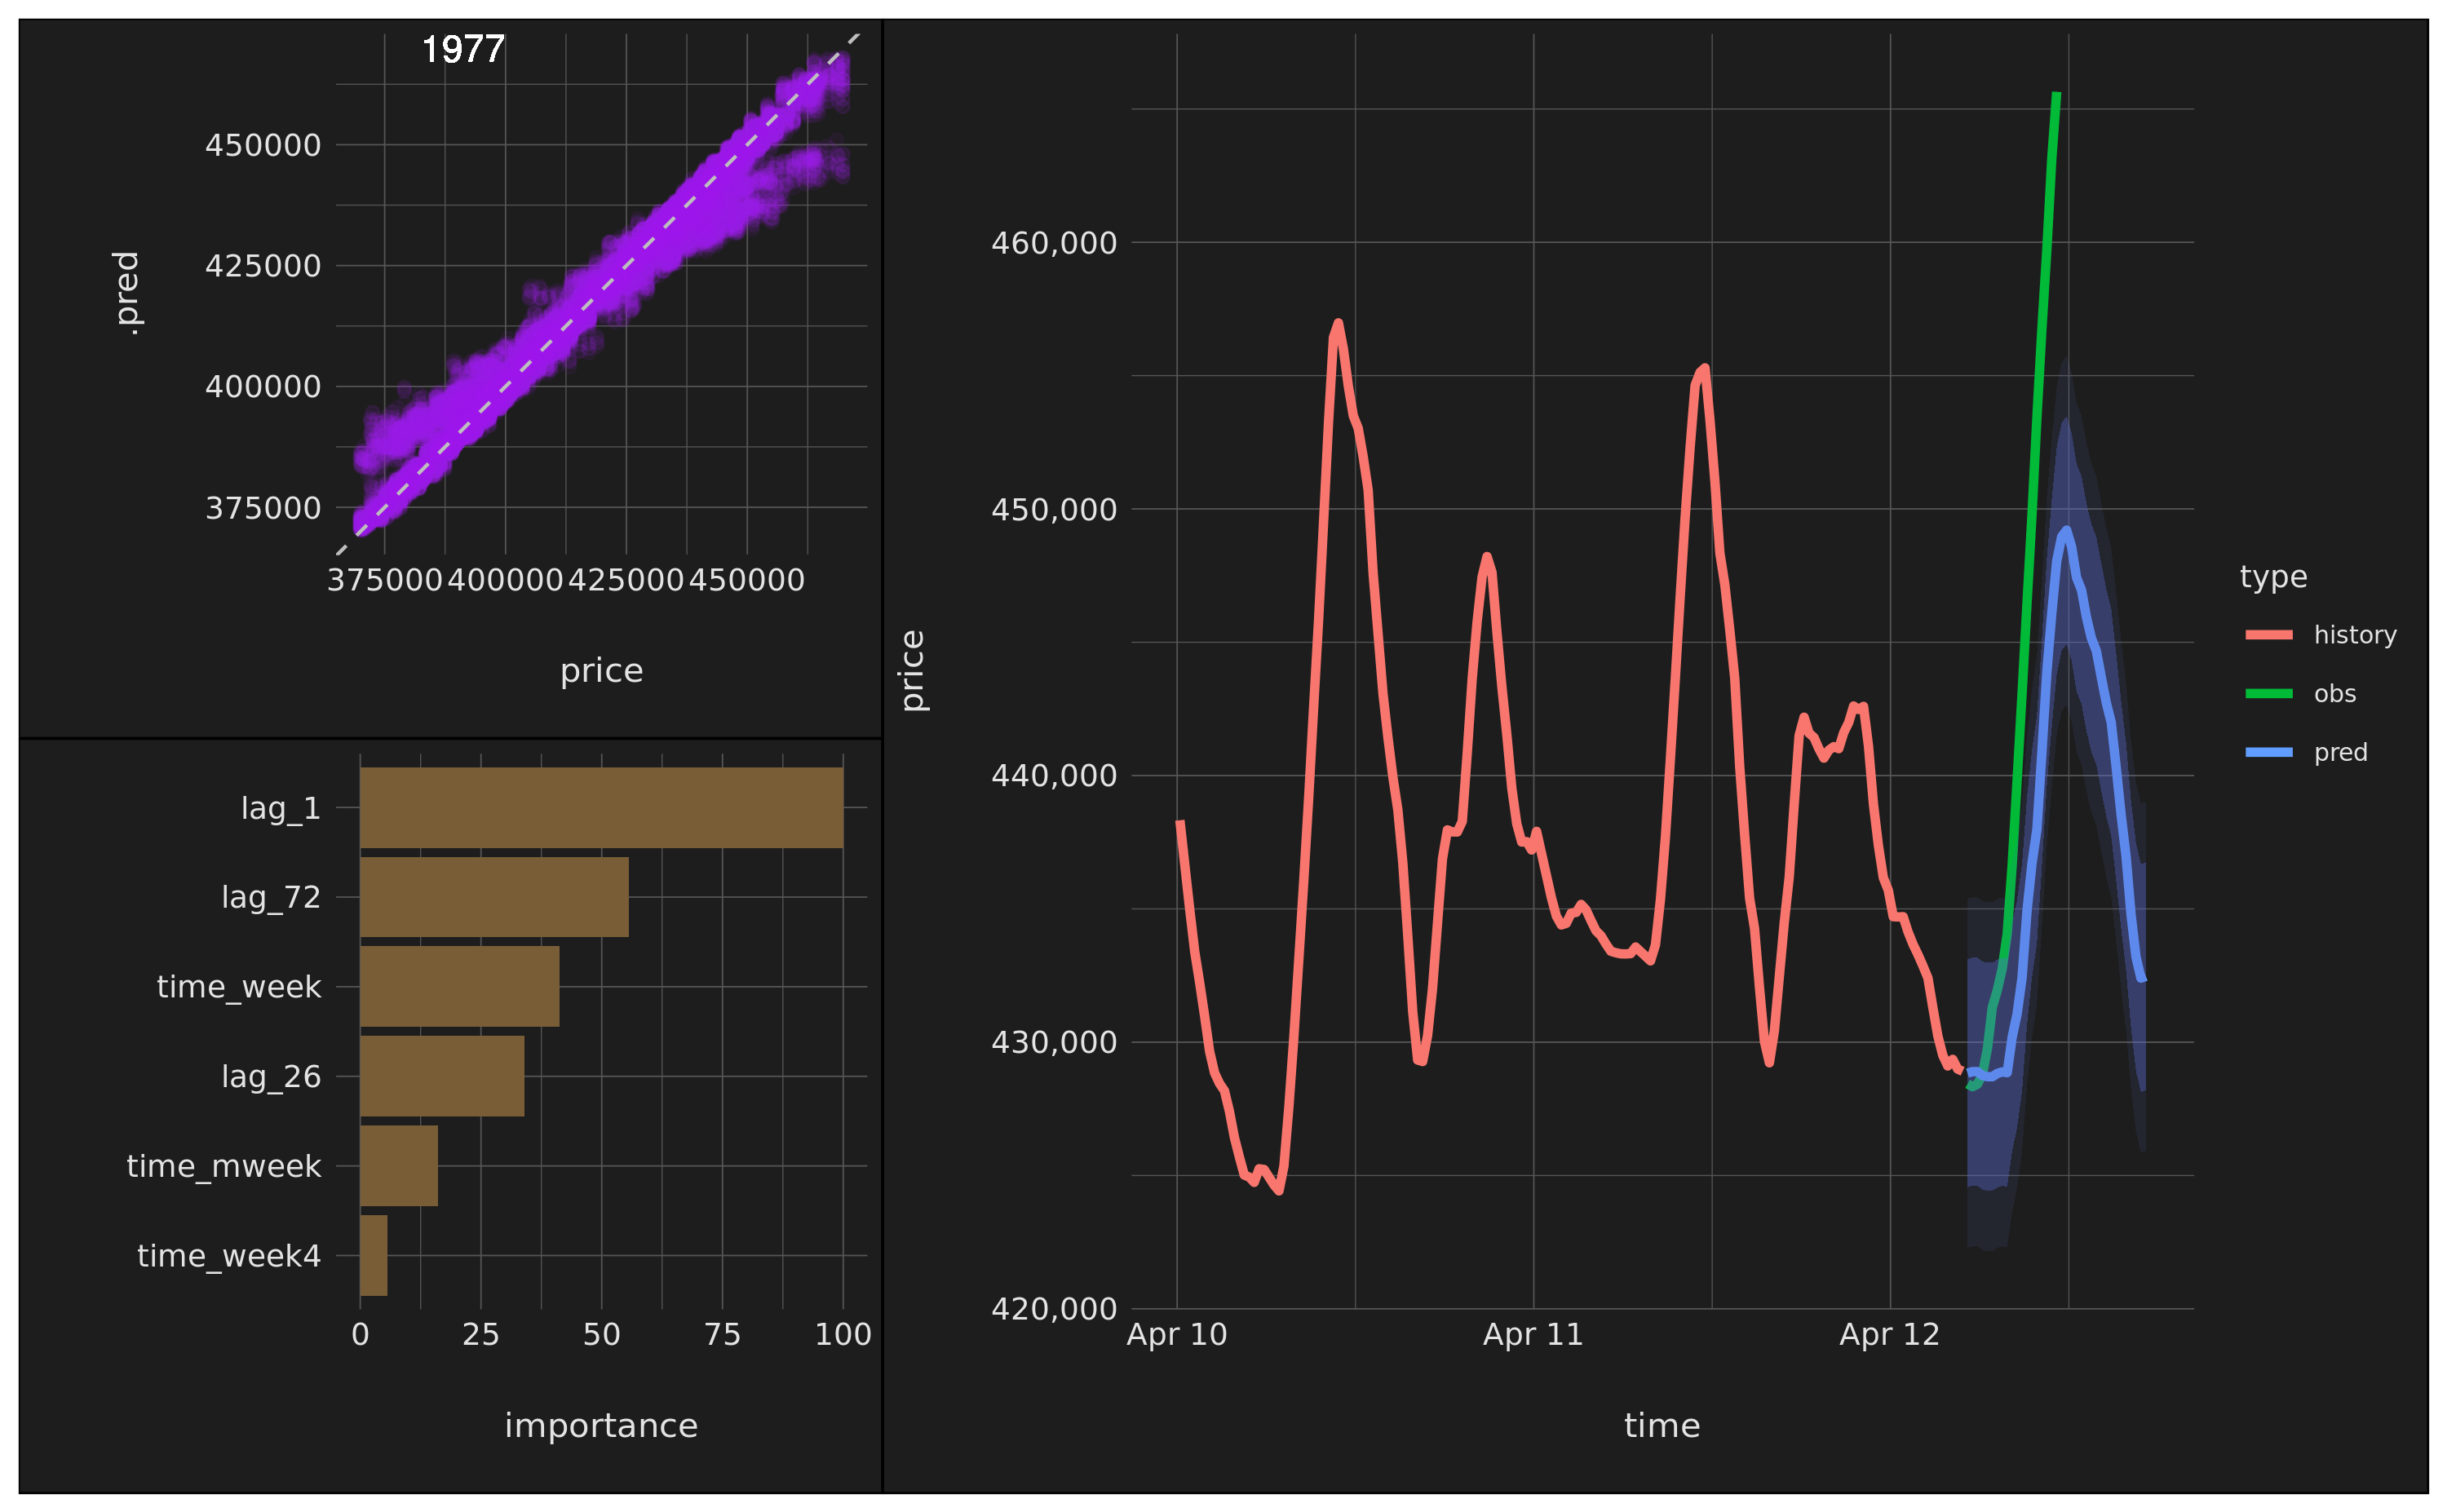 1977
450000
425000
400000
375000
.pred
375000 400000 425000 450000
price
lag_1
lag_72
time_week
lag_26
time_mweek
time_week4
0 25 50 75 100
importance
460,000
450,000
440,000
430,000
420,000
price
Apr 10 Apr 11 Apr 12
time
type
history
obs
pred